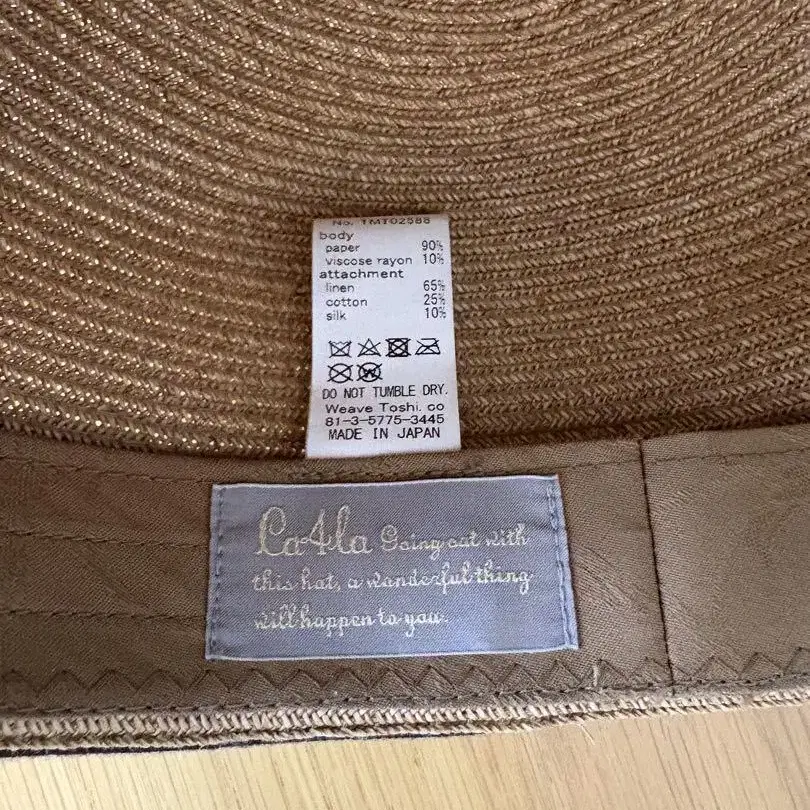 No. TMT02588
body
paper 90%
viscose rayon 10%
attachment
linen 65%
cotton 25%
silk 10%
DO NOT TUMBLE DRY.
Weave Toshi. co
81-3-5775-3445
MADE IN JAPAN
Ca4la Going out with
this hat, a wonderful thing
will happen to you.